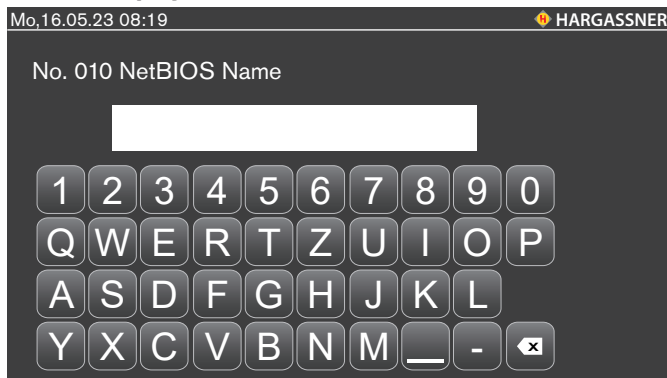 Mo,16.05.23 08:19 HARGASSNER
No. 010 NetBIOS Name
1 2 3 4 5 6 7 8 9 0
Q W E R T Z U I O P
A S D F G H J K L
Y X C V B N M _ -